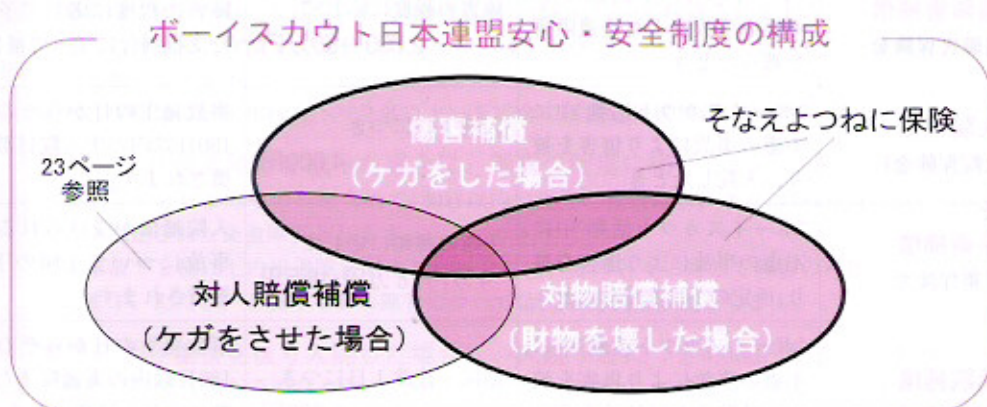 ボーイスカウト日本連盟安心・安全制度の構成
そなえよつねに保険
傷害補償
(ケガをした場合)
23ページ
参照
対人賠償補償
(ケガをさせた場合)
対物賠償補償
(財物を壊した場合)